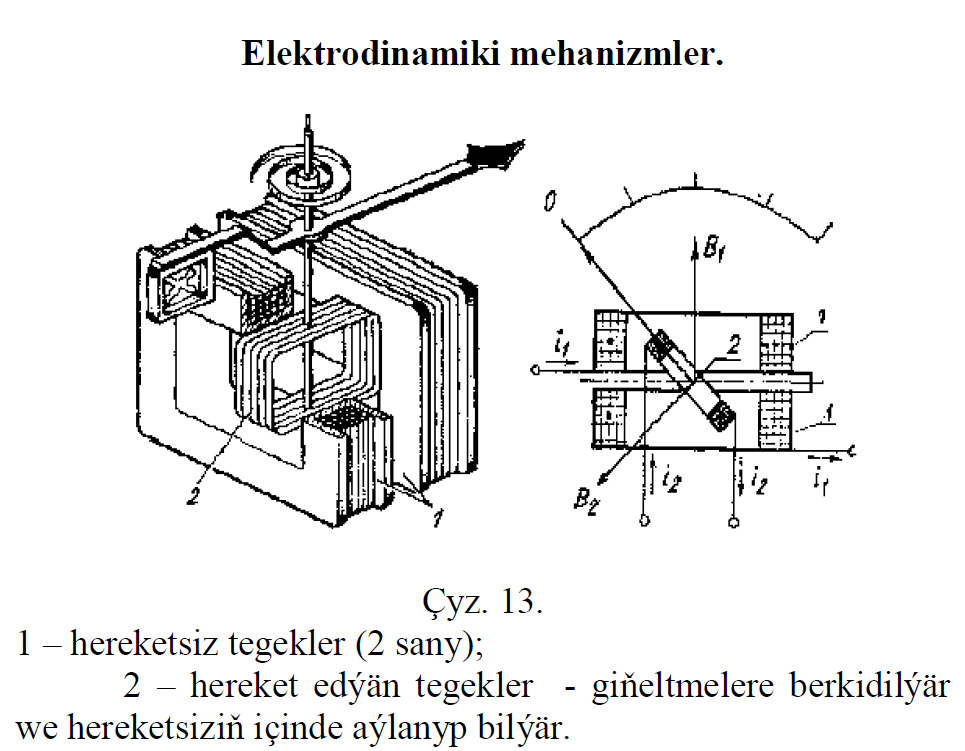 Elektrodinamiki mehanizmler.
2
1
0
B1
1
i1
2
1
B2
i2
i2
i1
Çyz. 13.
1 – hereketsiz tegekler (2 sany);
2 – hereket edýän tegekler - giňeltmelere berkidilýär
we hereketsiziň içinde aýlanyp bilýär.